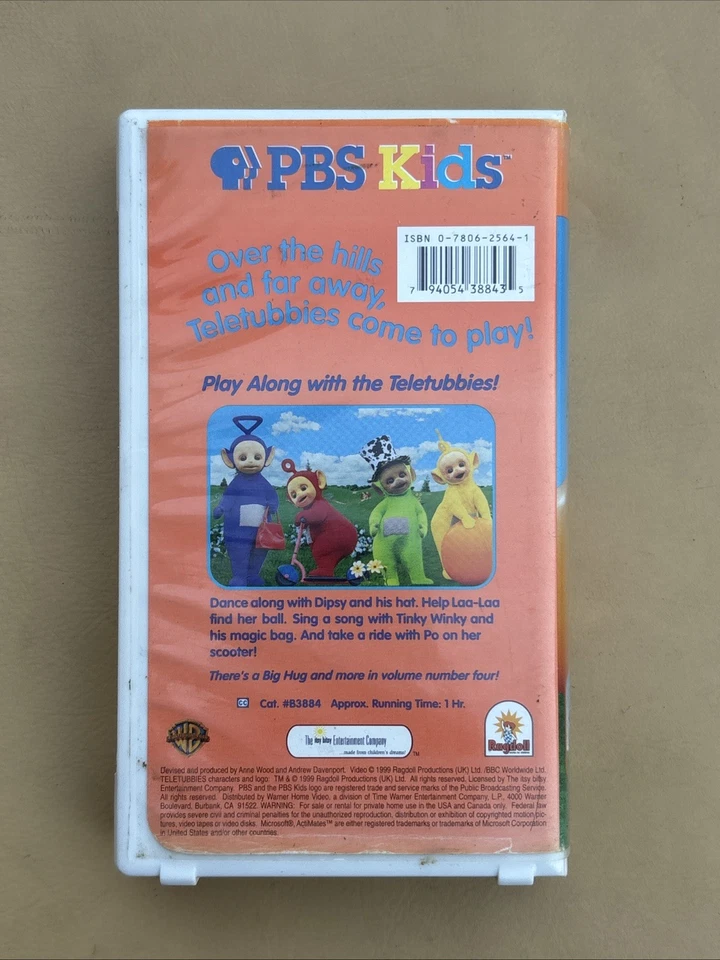 PBS Kids™
ISBN 0-7806-2564-1
7 94054 38843 5
Over the hills
and far away,
Teletubbies come to play!
Play Along with the Teletubbies!
Dance along with Dipsy and his hat. Help Laa-Laa
find her ball. Sing a song with Tinky Winky and
his magic bag. And take a ride with Po on her
scooter!
There's a Big Hug and more in volume number four!
CC Cat. #B3884 Approx. Running Time: 1 Hr.
WB
The itsy bitsy Entertainment Company
...made from children's dreams™
Ragdoll
Devised and produced by Anne Wood and Andrew Davenport. Video © 1999 Ragdoll Productions (UK) Ltd. /BBC Worldwide Ltd.
TELETUBBIES characters and logo: TM & © 1999 Ragdoll Productions (UK) Ltd. All rights reserved. Licensed by The itsy bitsy
Entertainment Company. PBS and the PBS Kids logo are registered trade and service marks of the Public Broadcasting Service.
All rights reserved. Distributed by Warner Home Video, a division of Time Warner Entertainment Company, L.P., 4000 Warner
Boulevard, Burbank, CA 91522. WARNING: For sale or rental for private home use in the USA and Canada only. Federal law
provides severe civil and criminal penalties for the unauthorized reproduction, distribution or exhibition of copyrighted motion pic-
tures, video tapes or video disks. Microsoft®, ActiMates™ are either registered trademarks or trademarks of Microsoft Corporation
in United States and/or other countries.